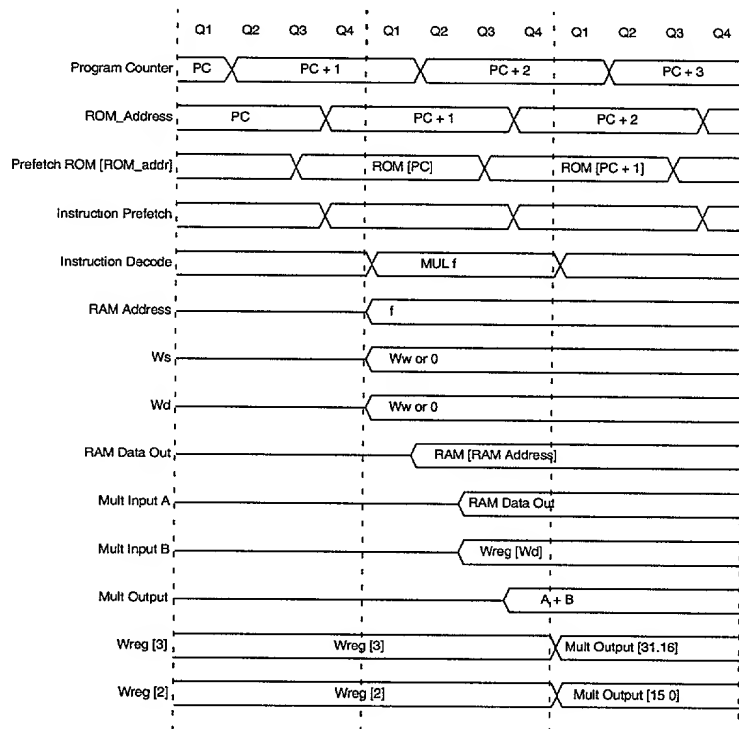 Q1 Q2 Q3 Q4 Q1 Q2 Q3 Q4 Q1 Q2 Q3 Q4
Program Counter PC PC + 1 PC + 2 PC + 3
ROM_Address PC PC + 1 PC + 2
Prefetch ROM [ROM_addr] ROM [PC] ROM [PC + 1]
Instruction Prefetch
Instruction Decode MUL f
RAM Address f
Ws Ww or 0
Wd Ww or 0
RAM Data Out RAM [RAM Address]
Mult Input A RAM Data Out
Mult Input B Wreg [Wd]
Mult Output A + B
Wreg [3] Wreg [3] Mult Output [31.16]
Wreg [2] Wreg [2] Mult Output [15 0]